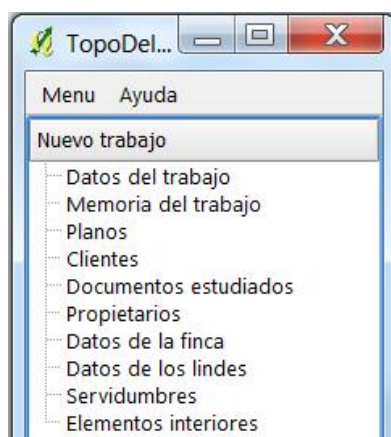 TopoDel...
Menu Ayuda
Nuevo trabajo
Datos del trabajo
Memoria del trabajo
Planos
Clientes
Documentos estudiados
Propietarios
Datos de la finca
Datos de los lindes
Servidumbres
Elementos interiores